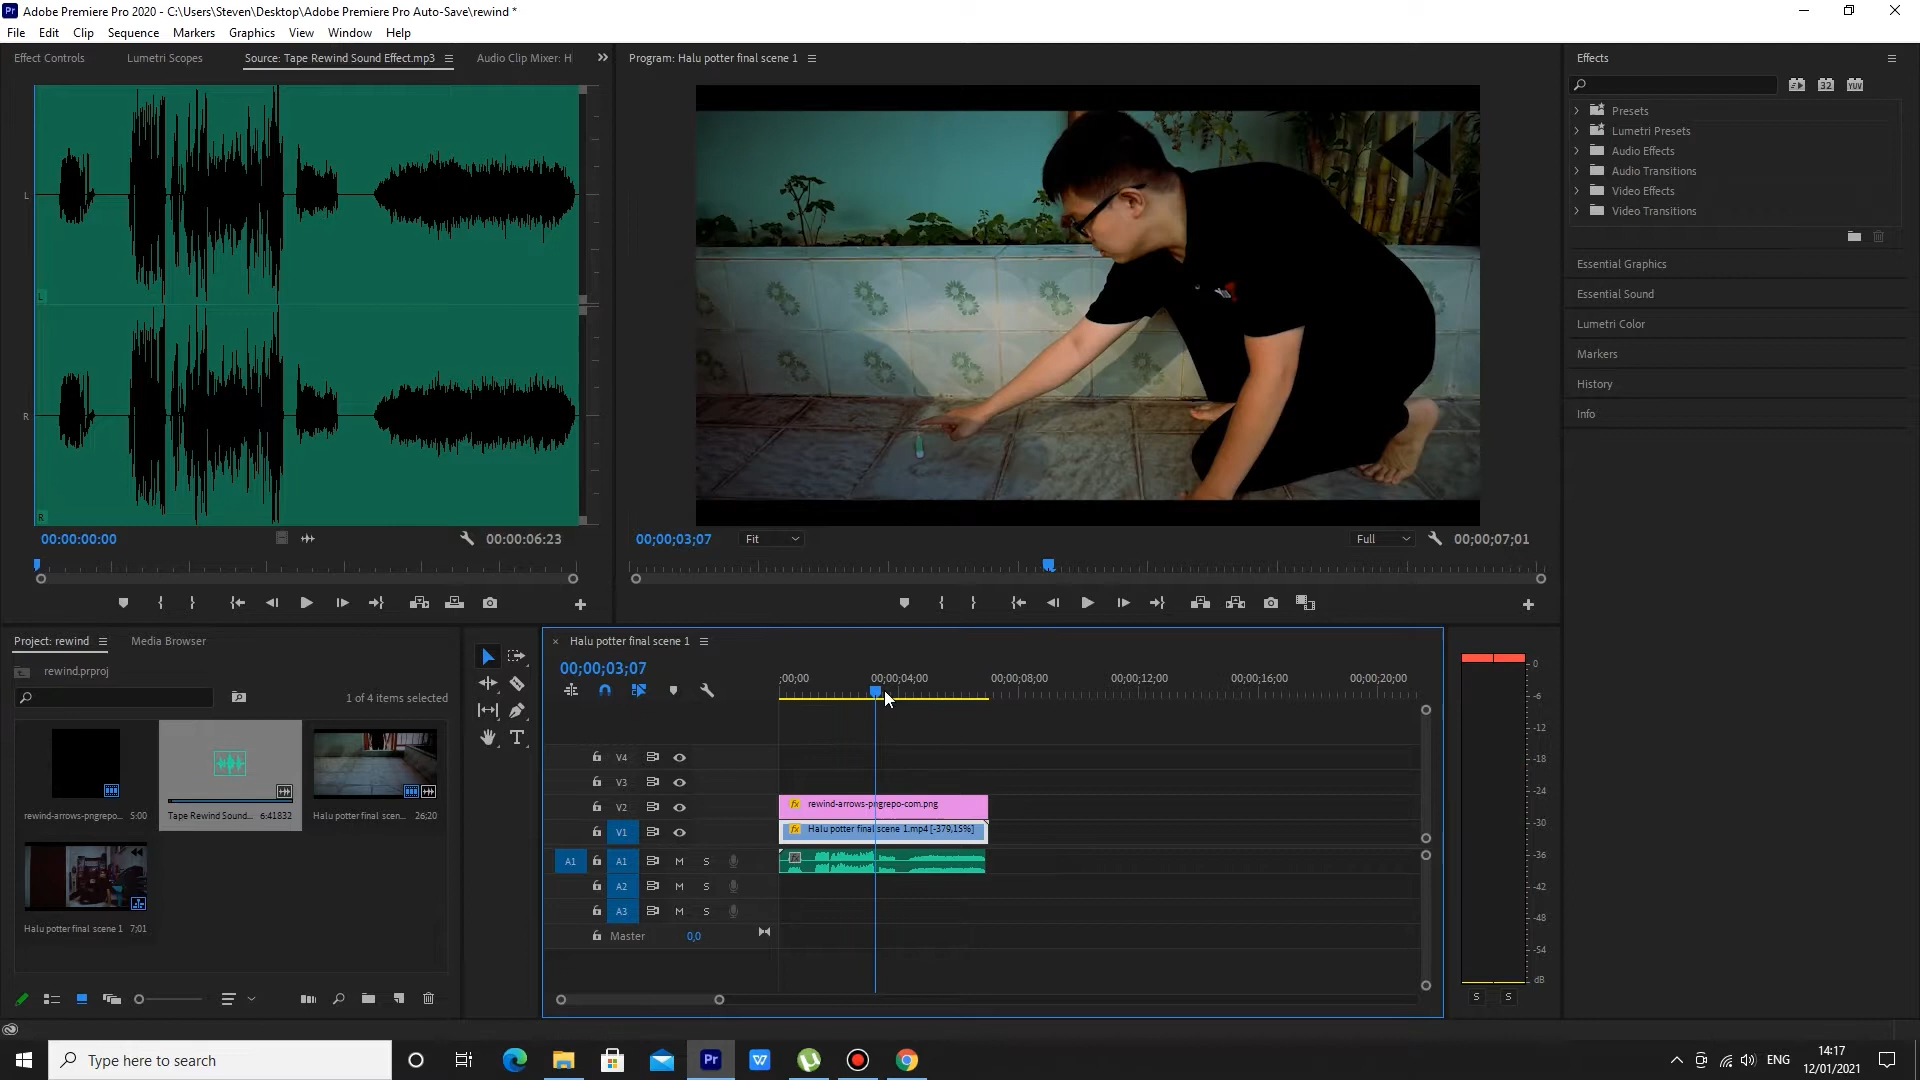 Adobe Premiere Pro 2020 - C:\Users\Steven\Desktop\Adobe Premiere Pro Auto-Save\rewind *
File Edit Clip Sequence Markers Graphics View Window Help
Effect Controls Lumetri Scopes Source: Tape Rewind Sound Effect.mp3 Audio Clip Mixer: H
Program: Halu potter final scene 1
Effects
Presets
Lumetri Presets
Audio Effects
Audio Transitions
Video Effects
Video Transitions
Essential Graphics
Essential Sound
Lumetri Color
Markers
History
Info
L
L
R
R
00:00:00:00 00:00:06:23
00;00;03;07 Fit Full 00;00;07;01
Project: rewind Media Browser
rewind.prproj
1 of 4 items selected
rewind-arrows-pngrepo... 5:00
Tape Rewind Sound... 6:41832
Halu potter final scen... 26;20
Halu potter final scene 1 7;01
Halu potter final scene 1
00;00;03;07
;00;00 00;00;04;00 00;00;08;00 00;00;12;00 00;00;16;00 00;00;20;00
V4
V3
V2 rewind-arrows-pngrepo-com.png
V1 Halu potter final scene 1.mp4 [-379,15%]
A1 A1 M S
A2 M S
A3 M S
Master 0,0
0
-6
-12
-18
-24
-30
-36
-42
-48
-54
dB
S S
Type here to search
ENG
14:17
12/01/2021